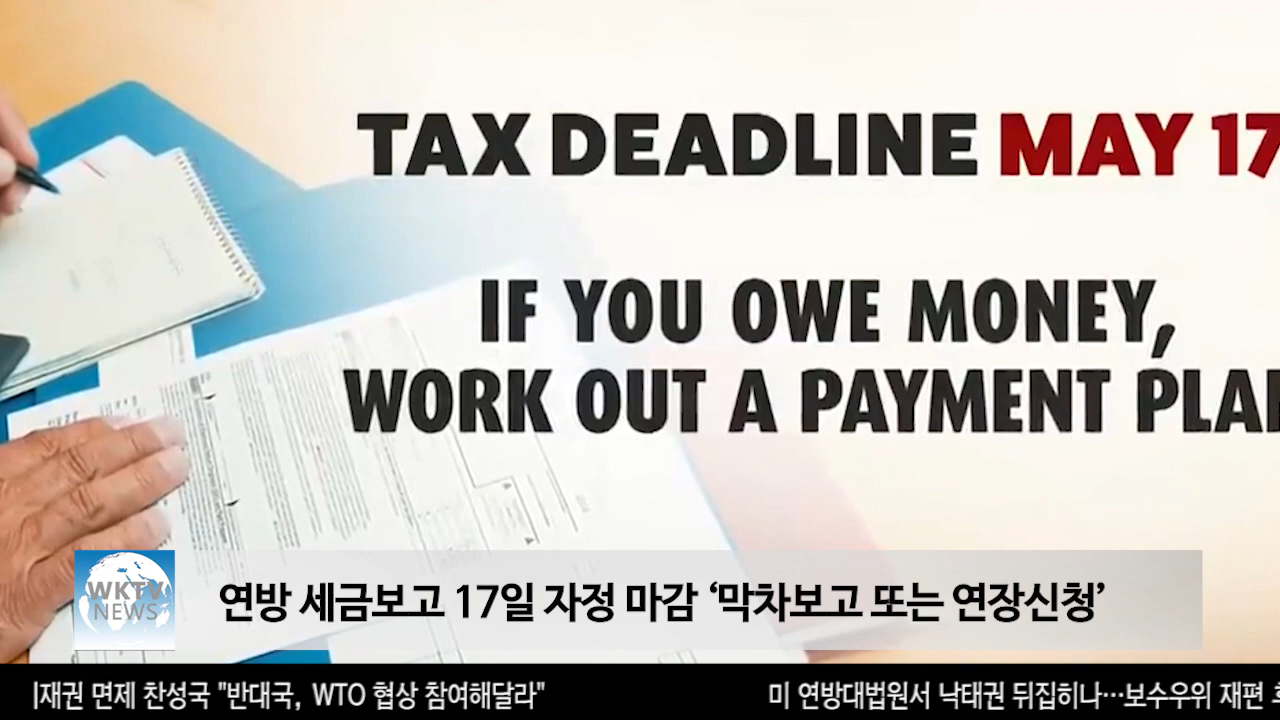 TAX DEADLINE MAY 17
IF YOU OWE MONEY,
WORK OUT A PAYMENT PLAN
WKTV
NEWS
연방 세금보고 17일 자정 마감 ‘막차보고 또는 연장신청’
재권 면제 찬성국 "반대국, WTO 협상 참여해달라"
미 연방대법원서 낙태권 뒤집히나…보수우위 재편